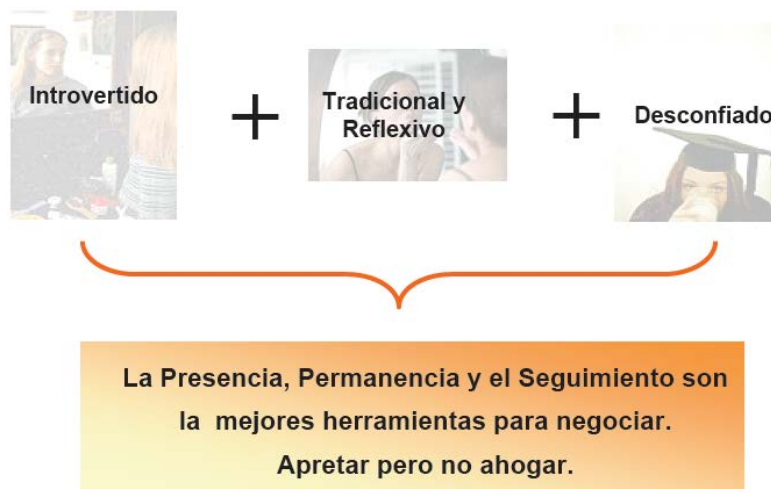 Introvertido
+
Tradicional y
Reflexivo
+
Desconfiado
La Presencia, Permanencia y el Seguimiento son
la mejores herramientas para negociar.
Apretar pero no ahogar.